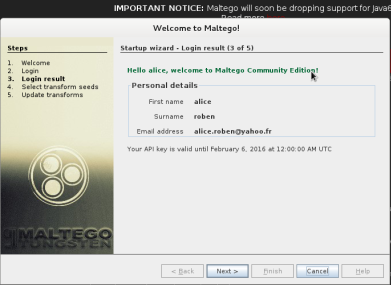 IMPORTANT NOTICE: Maltego will soon be dropping support for Java6
Read more
Welcome to Maltego!
Steps
1. Welcome
2. Login
3. Login result
4. Select transform seeds
5. Update transforms
Startup wizard - Login result (3 of 5)
Hello alice, welcome to Maltego Community Edition!
Personal details
First name alice
Surname roben
Email address alice.roben@yahoo.fr
Your API key is valid until February 6, 2016 at 12:00:00 AM UTC
MALTEGO
TUNGSTEN
< Back
Next >
Finish
Cancel
Help